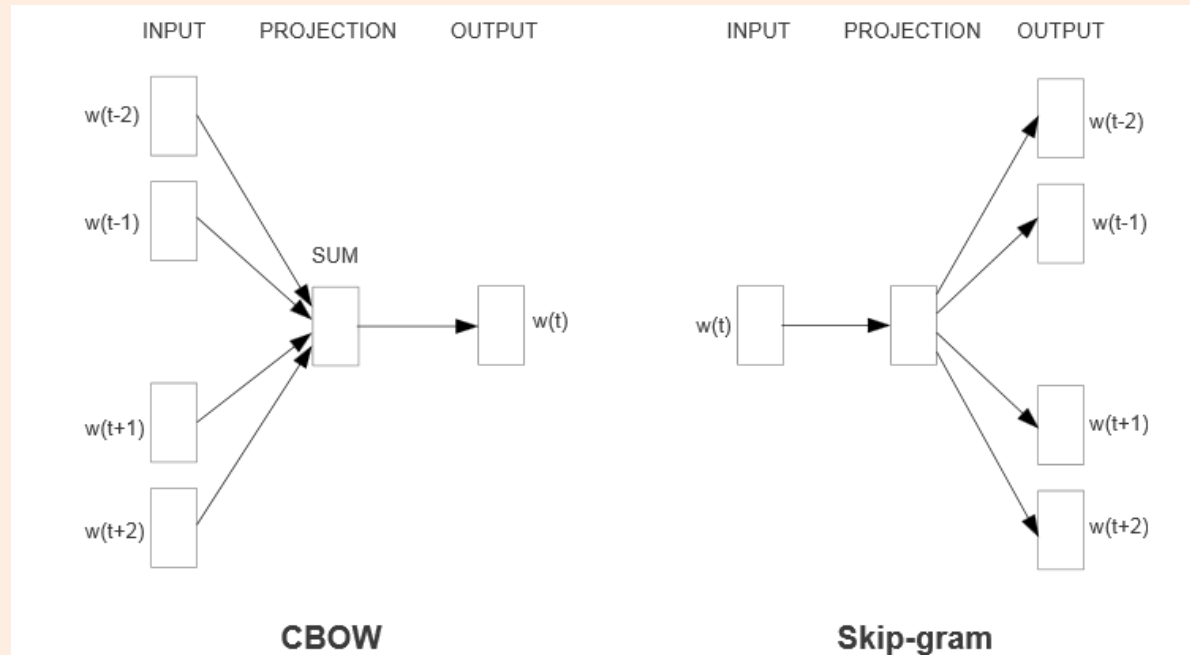 INPUT PROJECTION OUTPUT
w(t-2)
w(t-1)
SUM
w(t)
w(t+1)
w(t+2)
CBOW
INPUT PROJECTION OUTPUT
w(t-2)
w(t-1)
w(t)
w(t+1)
w(t+2)
Skip-gram